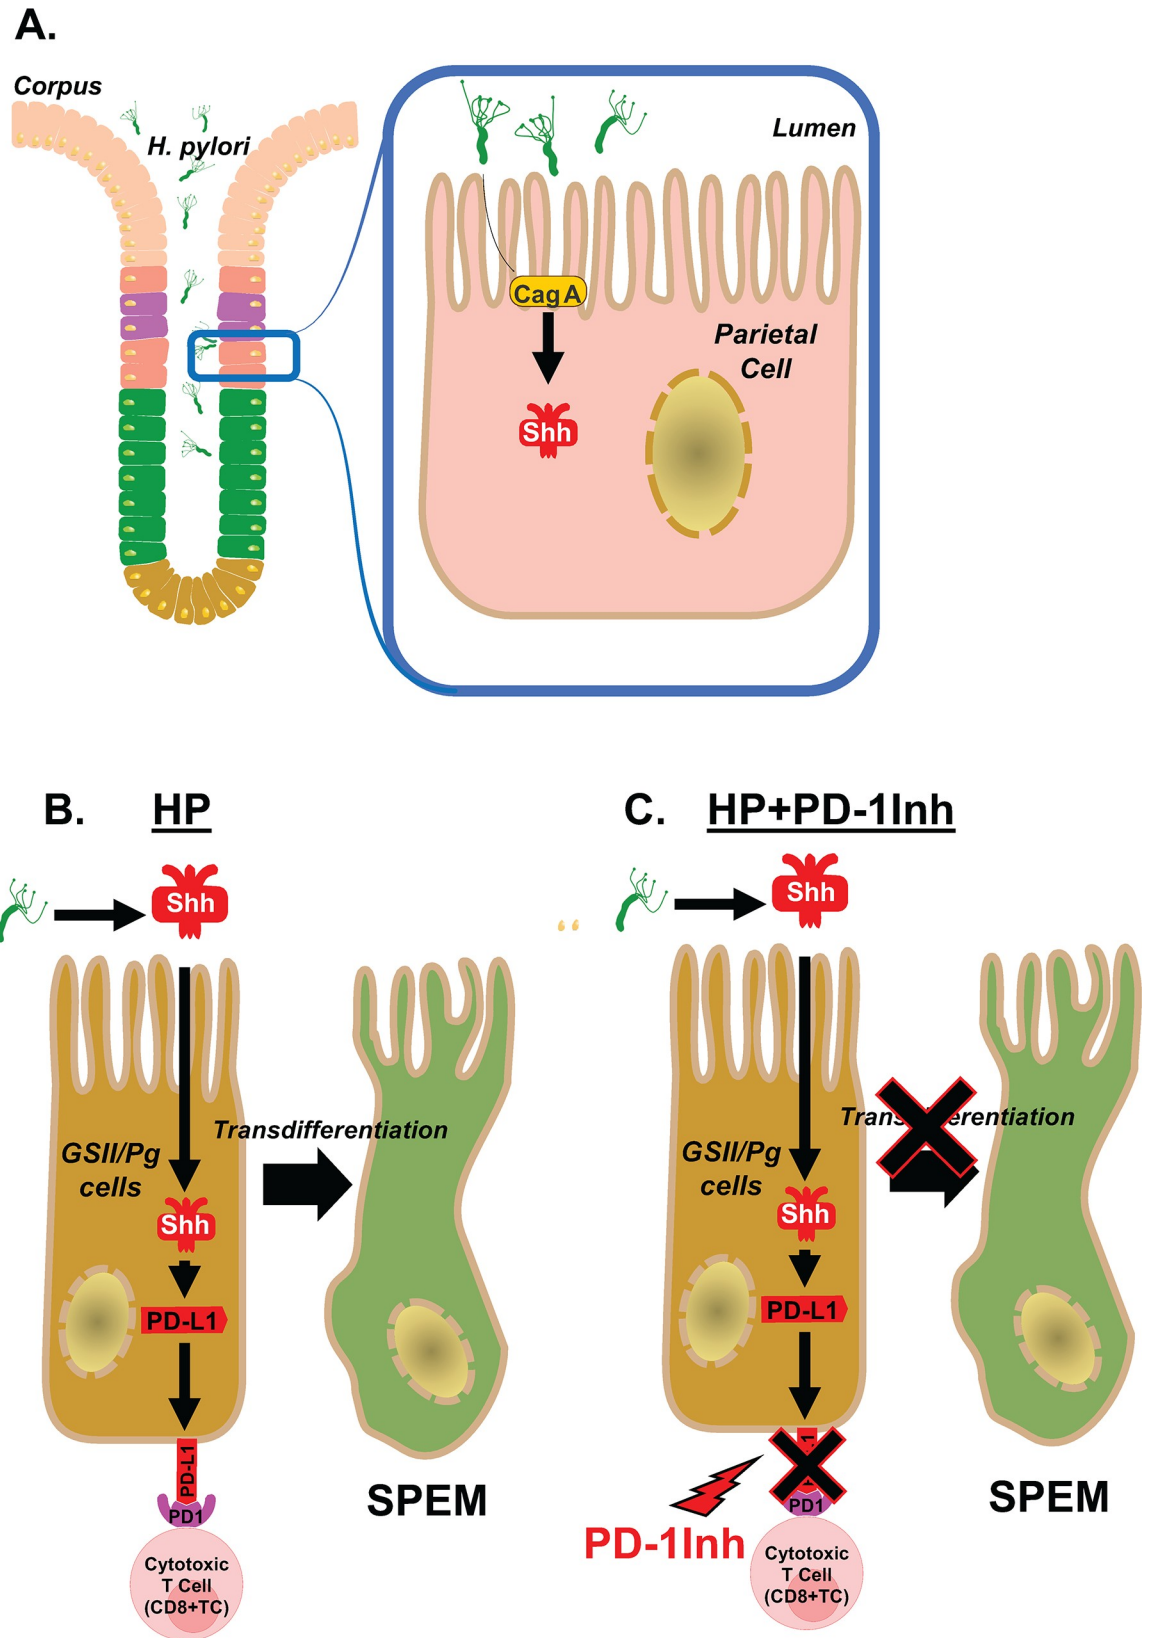 A.
Corpus
H. pylori
Lumen
CagA
Parietal
Cell
Shh
B.
HP
Shh
GSII/Pg
cells
Transdifferentiation
Shh
PD-L1
PD-L1
PD1
Cytotoxic
T Cell
(CD8+TC)
SPEM
C.
HP+PD-1Inh
Shh
GSII/Pg
cells
Shh
PD-L1
PD1
PD-1Inh
Cytotoxic
T Cell
(CD8+TC)
SPEM